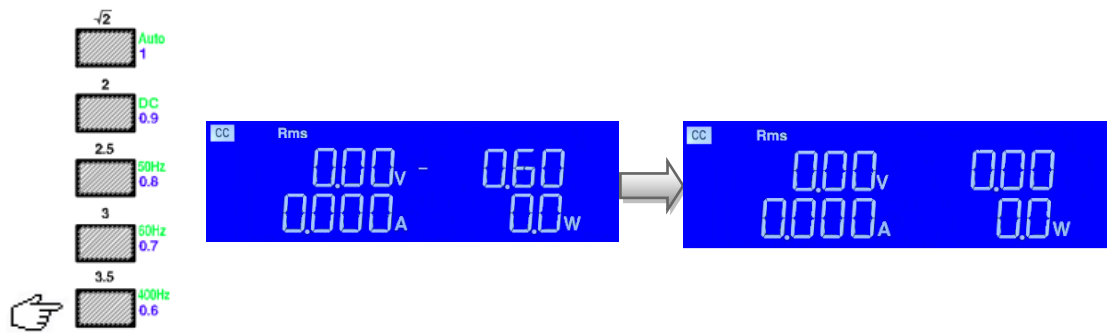 √2
Auto
1
2
DC
0.9
2.5
50Hz
0.8
3
60Hz
0.7
3.5
400Hz
0.6
CC Rms
0.00V - 0.60
0.000A 0.0W
CC Rms
0.00V 0.00
0.000A 0.0W